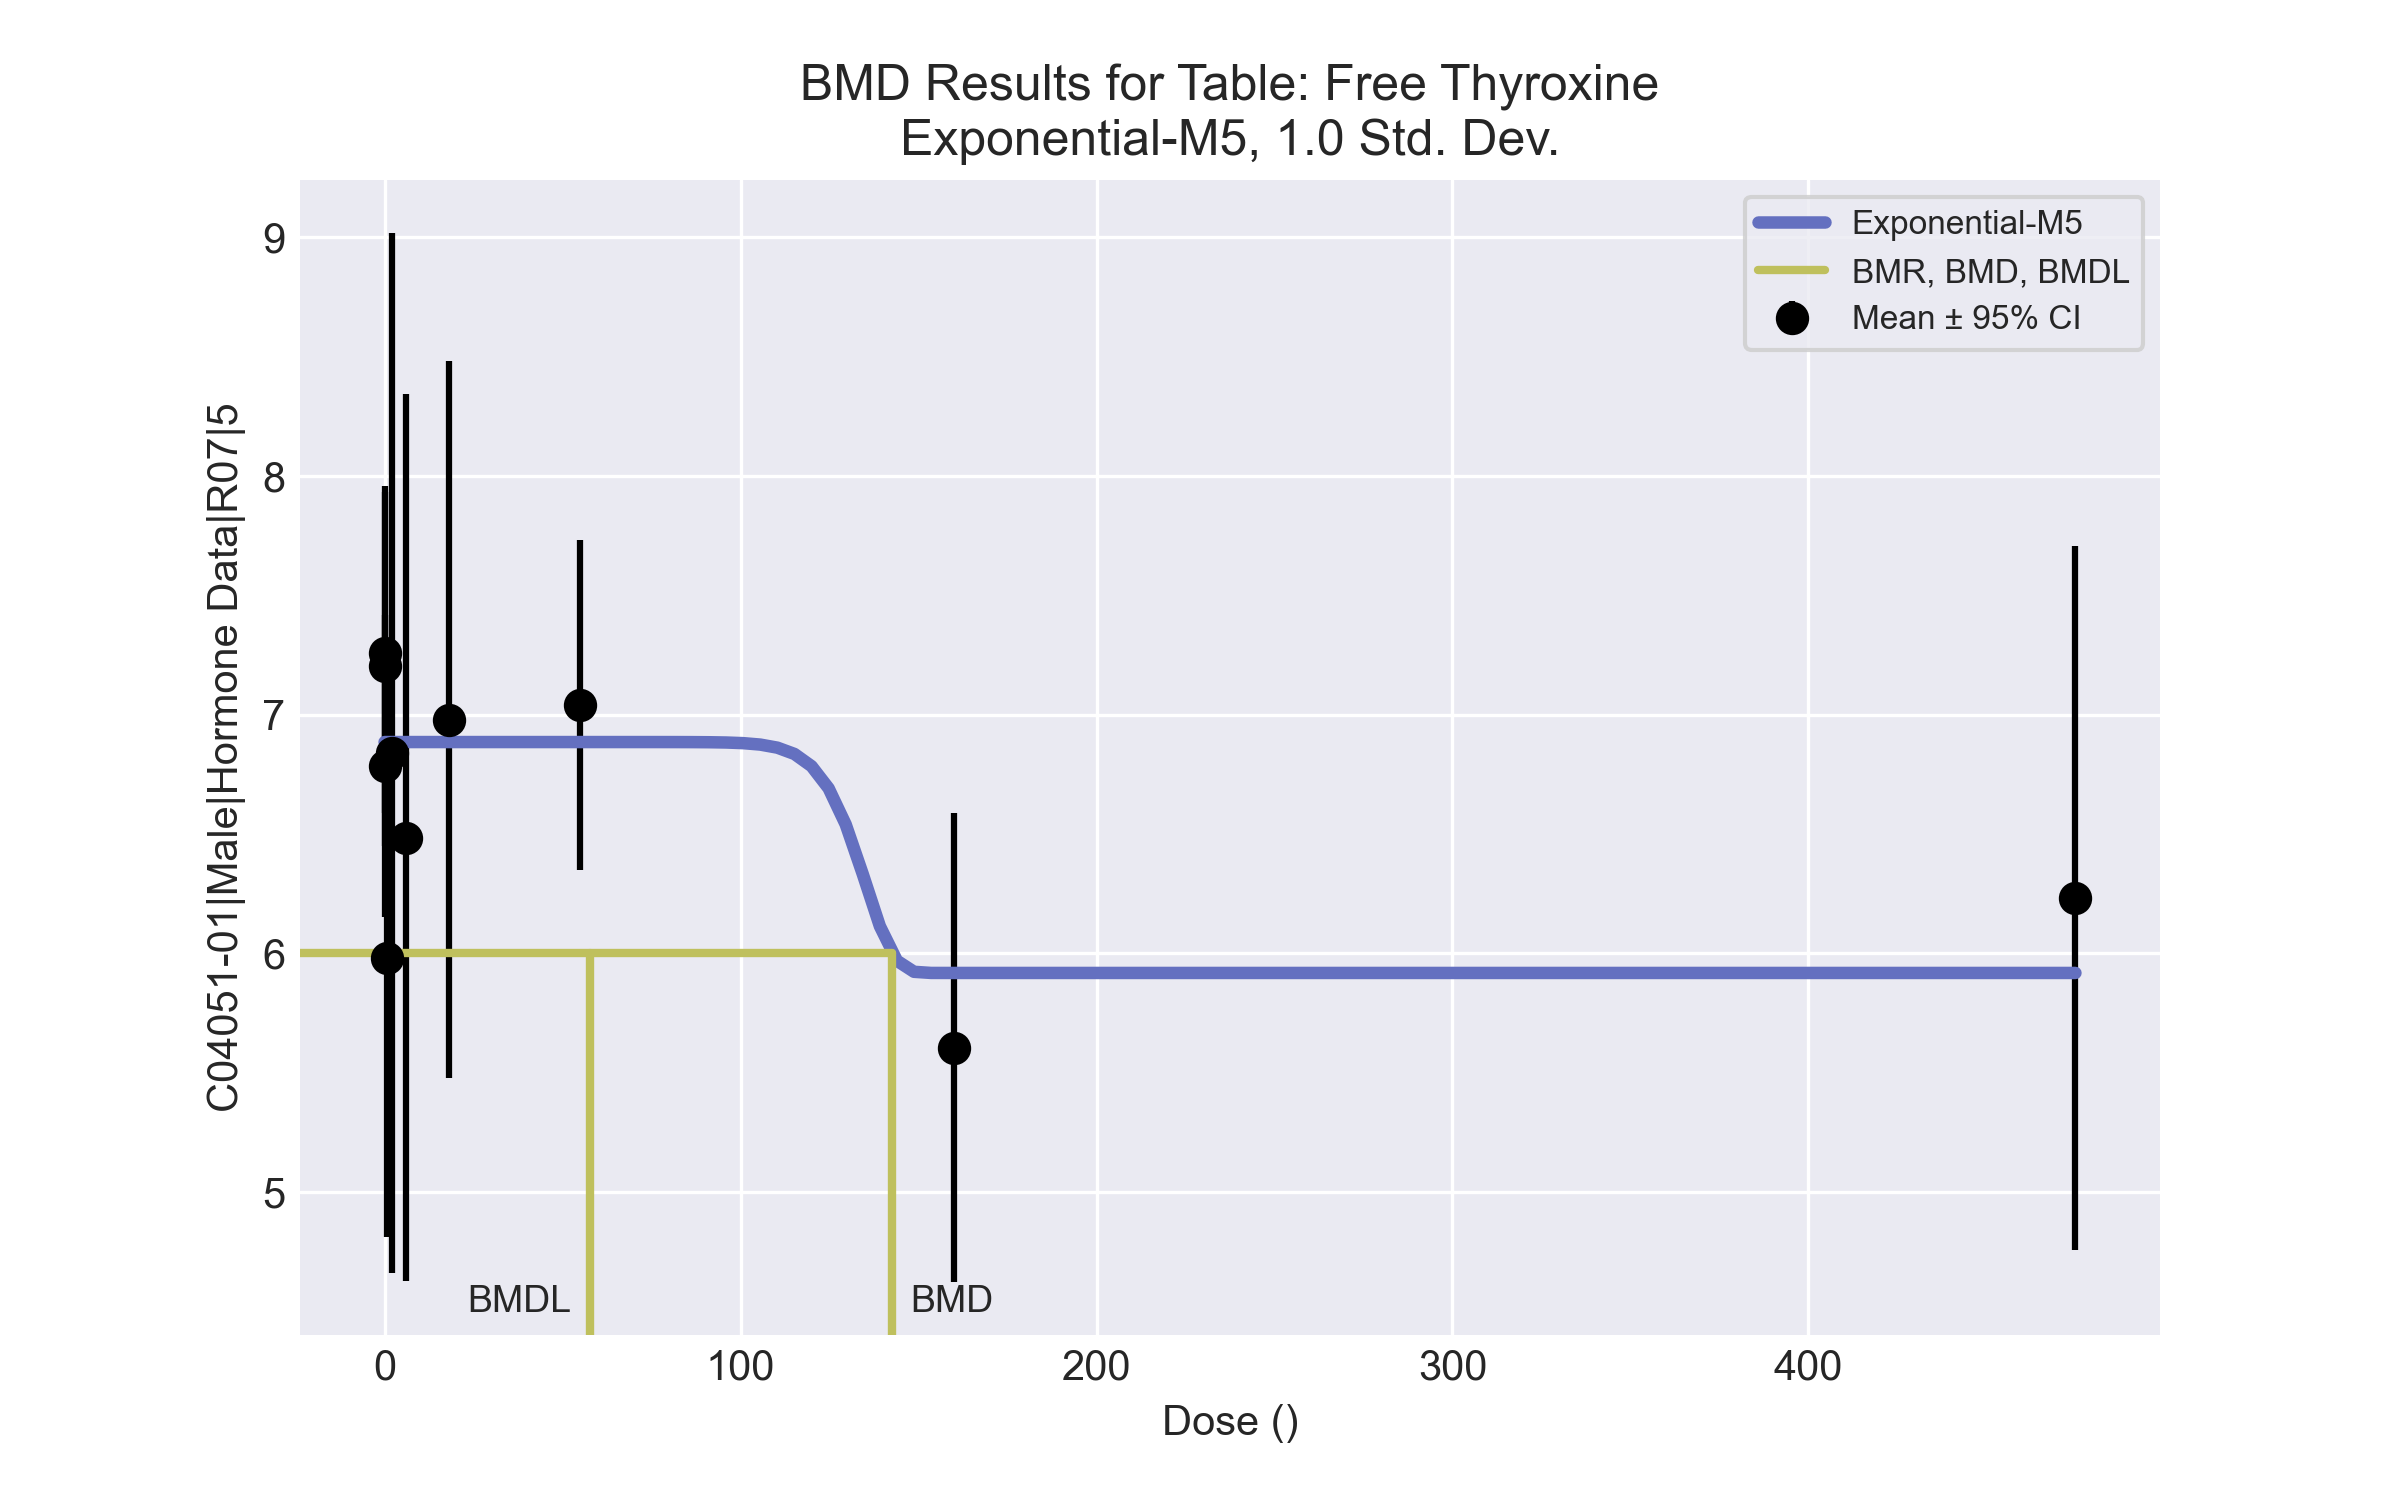 BMD Results for Table: Free Thyroxine
Exponential-M5, 1.0 Std. Dev.
Exponential-M5
BMR, BMD, BMDL
Mean ± 95% CI
C04051-01|Male|Hormone Data|R07|5
9
8
7
6
5
BMDL
BMD
0
100
200
300
400
Dose ()